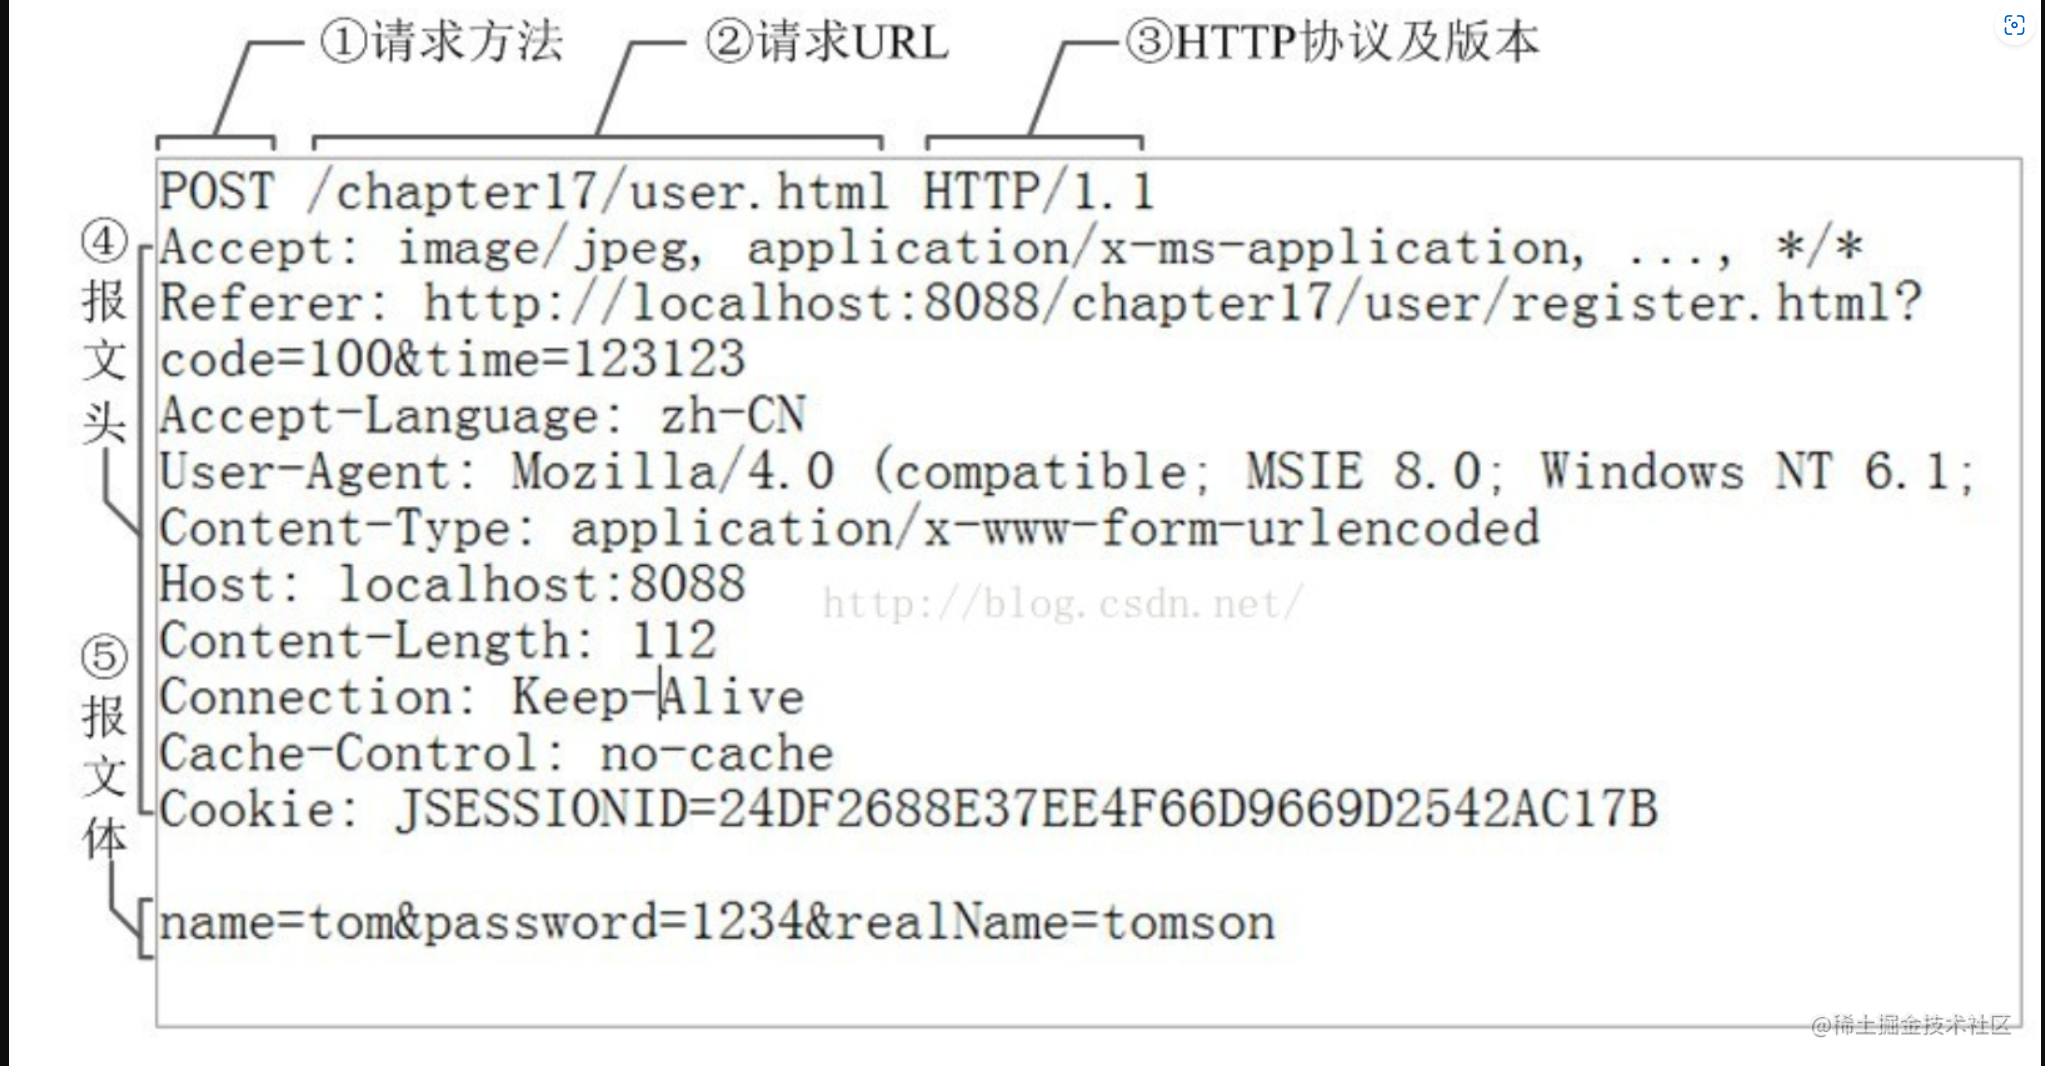 ①请求方法 ②请求URL ③HTTP协议及版本
POST /chapter17/user.html HTTP/1.1
④报文头
Accept: image/jpeg, application/x-ms-application, ..., */*
Referer: http://localhost:8088/chapter17/user/register.html?
code=100&time=123123
Accept-Language: zh-CN
User-Agent: Mozilla/4.0 (compatible; MSIE 8.0; Windows NT 6.1;
Content-Type: application/x-www-form-urlencoded
Host: localhost:8088
http://blog.csdn.net/
Content-Length: 112
Connection: Keep-Alive
Cache-Control: no-cache
Cookie: JSESSIONID=24DF2688E37EE4F66D9669D2542AC17B
⑤报文体
name=tom&password=1234&realName=tomson
@稀土掘金技术社区